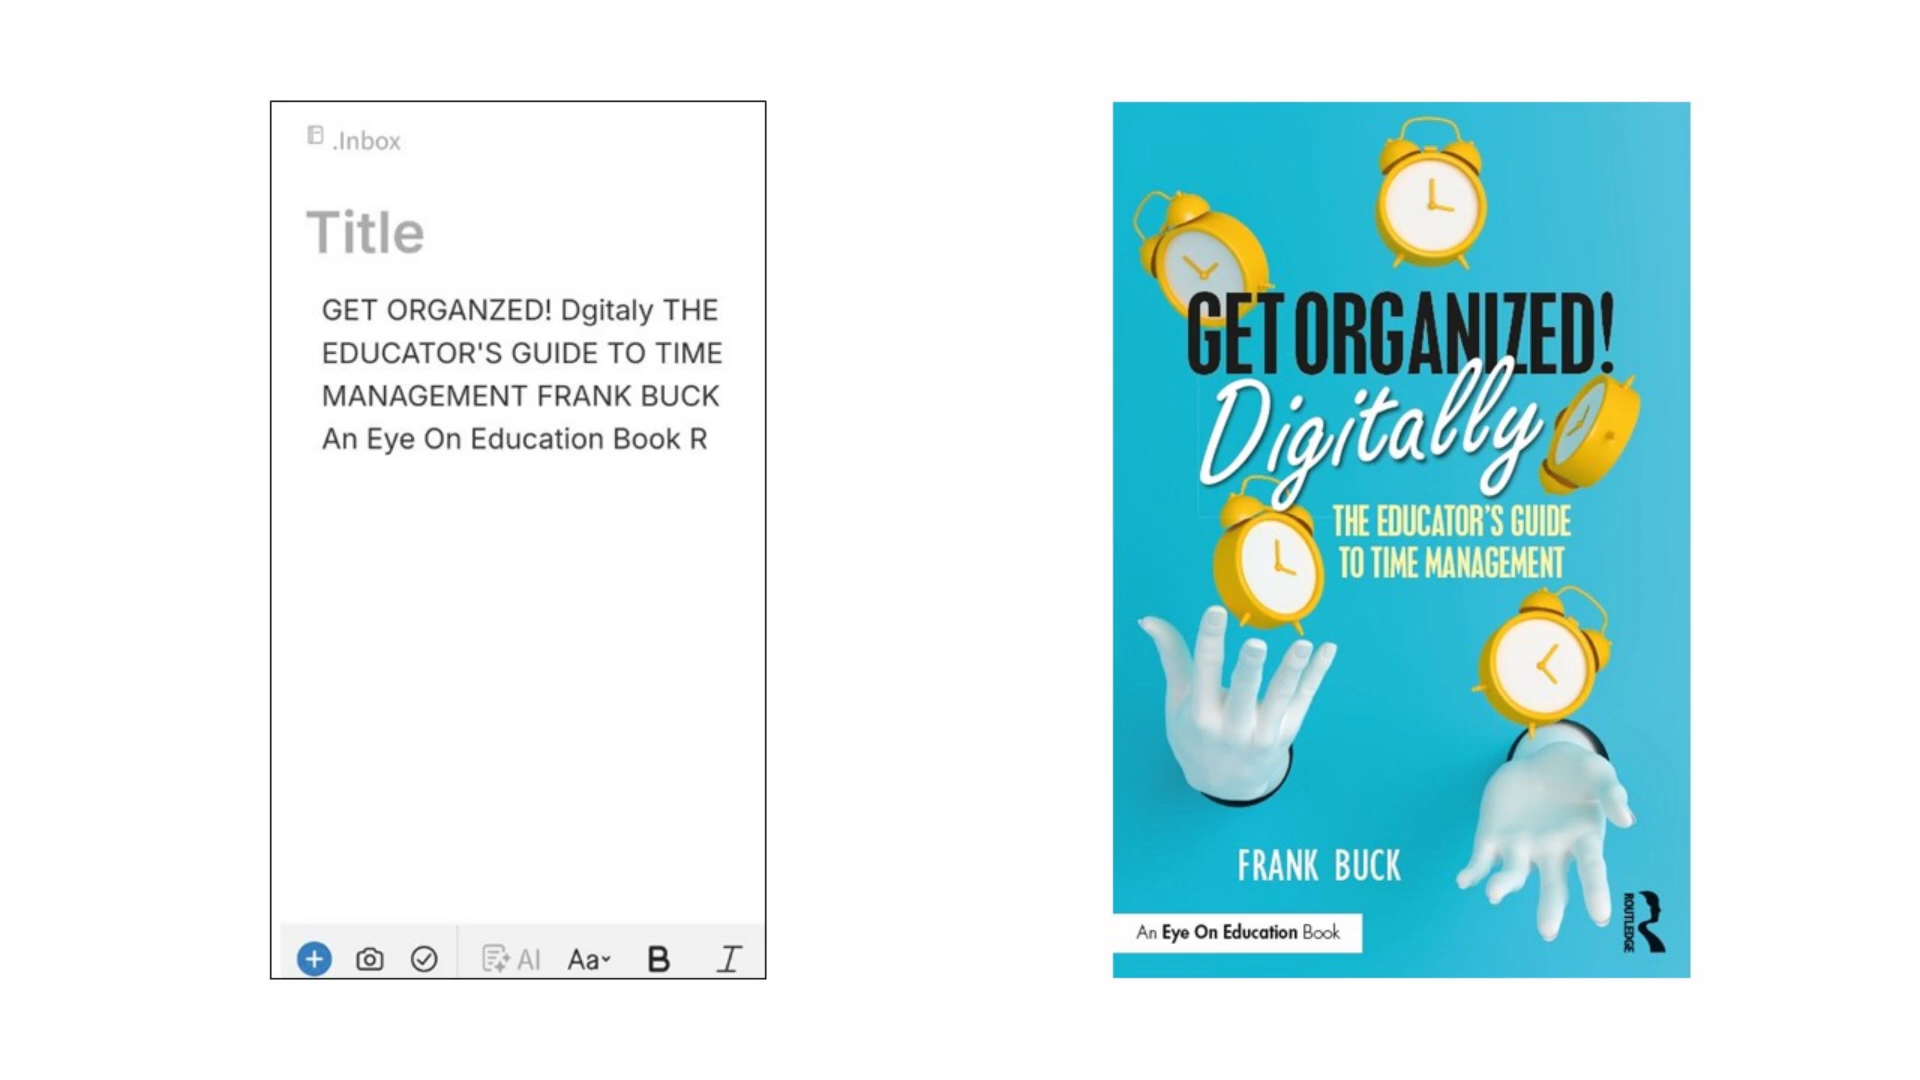 .Inbox
Title
GET ORGANZED! Dgitaly THE
EDUCATOR'S GUIDE TO TIME
MANAGEMENT FRANK BUCK
An Eye On Education Book R
AI
Aa
B
I
GET ORGANIZED!
Digitally
THE EDUCATOR'S GUIDE
TO TIME MANAGEMENT
FRANK BUCK
An Eye On Education Book
ROUTLEDGE